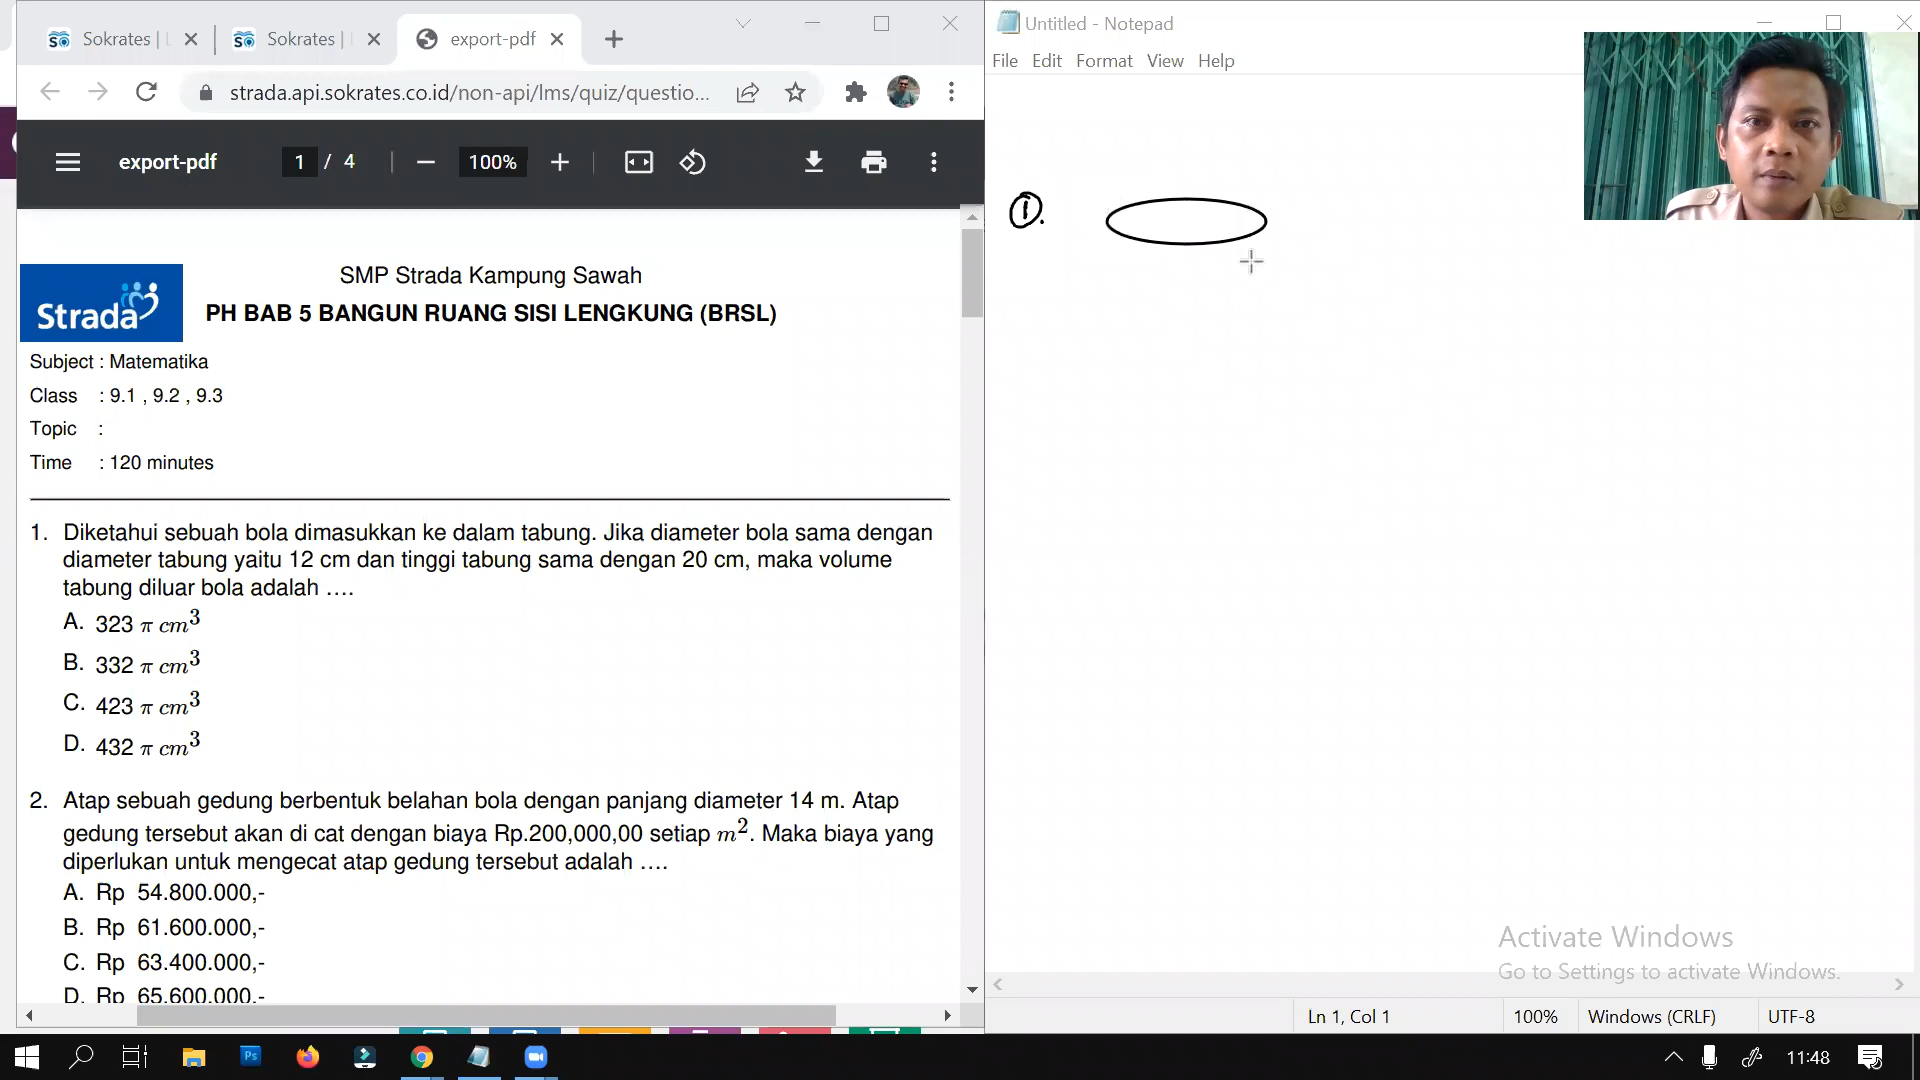 Sokrates |
Sokrates |
export-pdf
Untitled - Notepad
File Edit Format View Help
strada.api.sokrates.co.id/non-api/lms/quiz/questio...
export-pdf 1 / 4 100%
①.
SMP Strada Kampung Sawah
Strada
PH BAB 5 BANGUN RUANG SISI LENGKUNG (BRSL)
Subject : Matematika
Class : 9.1 , 9.2 , 9.3
Topic :
Time : 120 minutes
1. Diketahui sebuah bola dimasukkan ke dalam tabung. Jika diameter bola sama dengan
diameter tabung yaitu 12 cm dan tinggi tabung sama dengan 20 cm, maka volume
tabung diluar bola adalah ….
A. 323 π cm³
B. 332 π cm³
C. 423 π cm³
D. 432 π cm³
2. Atap sebuah gedung berbentuk belahan bola dengan panjang diameter 14 m. Atap
gedung tersebut akan di cat dengan biaya Rp.200,000,00 setiap m². Maka biaya yang
diperlukan untuk mengecat atap gedung tersebut adalah ….
A. Rp 54.800.000,-
B. Rp 61.600.000,-
C. Rp 63.400.000,-
D. Rp 65.600.000,-
Activate Windows
Go to Settings to activate Windows.
Ln 1, Col 1 100% Windows (CRLF) UTF-8
Ps
11:48